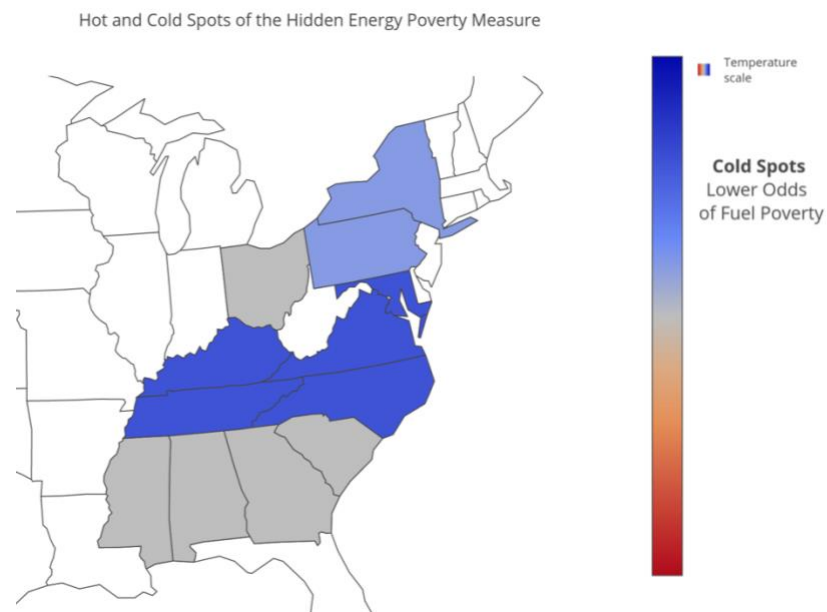 Hot and Cold Spots of the Hidden Energy Poverty Measure
Temperature
scale
Cold Spots
Lower Odds
of Fuel Poverty